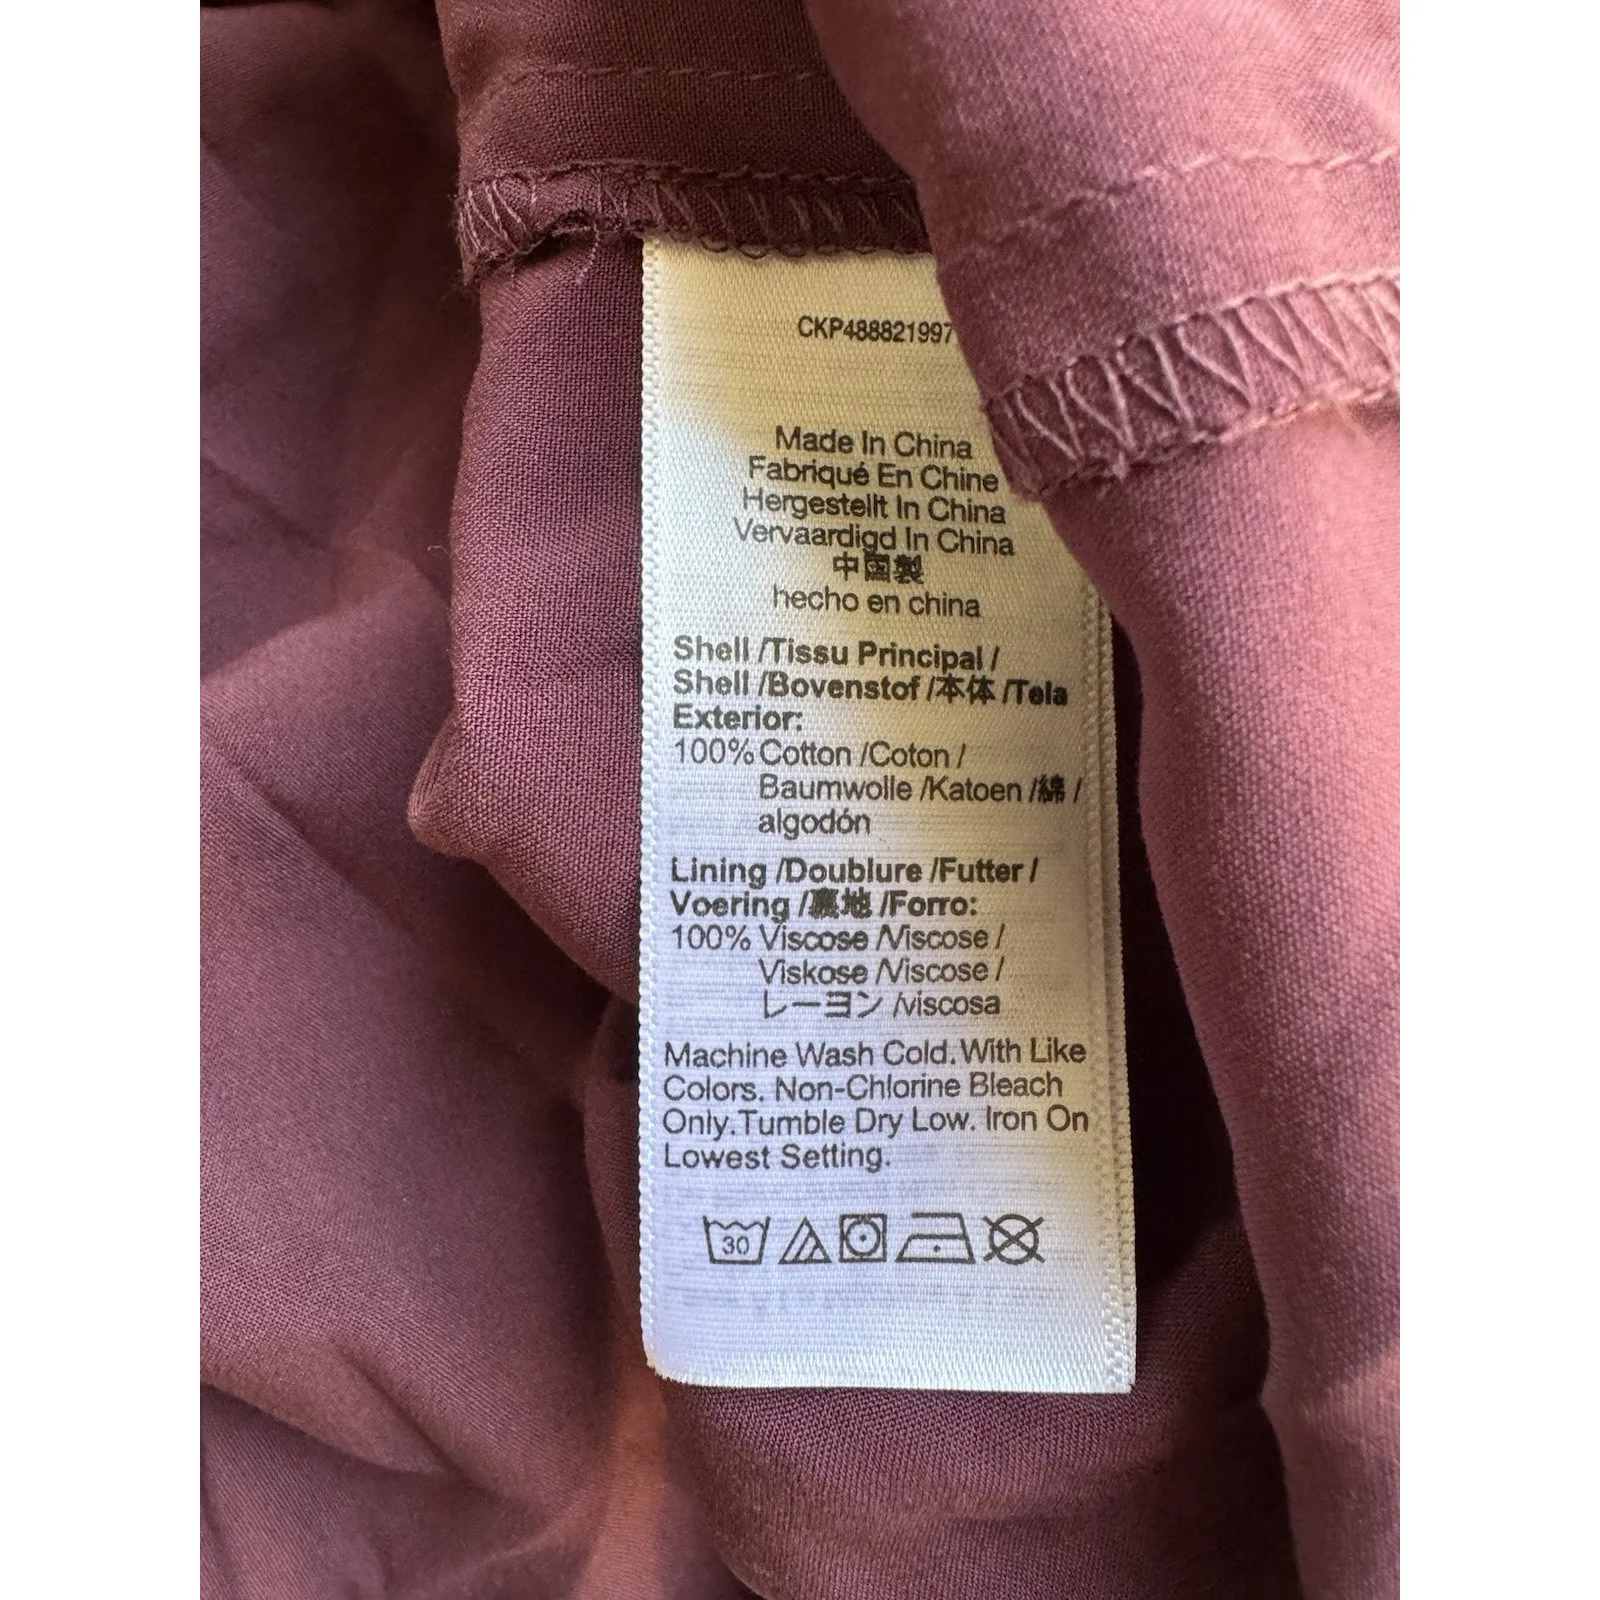 CKP488821997
Made In China
Fabriqué En Chine
Hergestellt In China
Vervaardigd In China
中国製
hecho en china
Shell /Tissu Principal /
Shell /Bovenstof /本体 /Tela
Exterior:
100% Cotton /Coton /
Baumwolle /Katoen /綿 /
algodón
Lining /Doublure /Futter /
Voering /裏地 /Forro:
100% Viscose /Viscose /
Viskose /Viscose /
レーヨン /viscosa
Machine Wash Cold. With Like
Colors. Non-Chlorine Bleach
Only. Tumble Dry Low. Iron On
Lowest Setting.
30